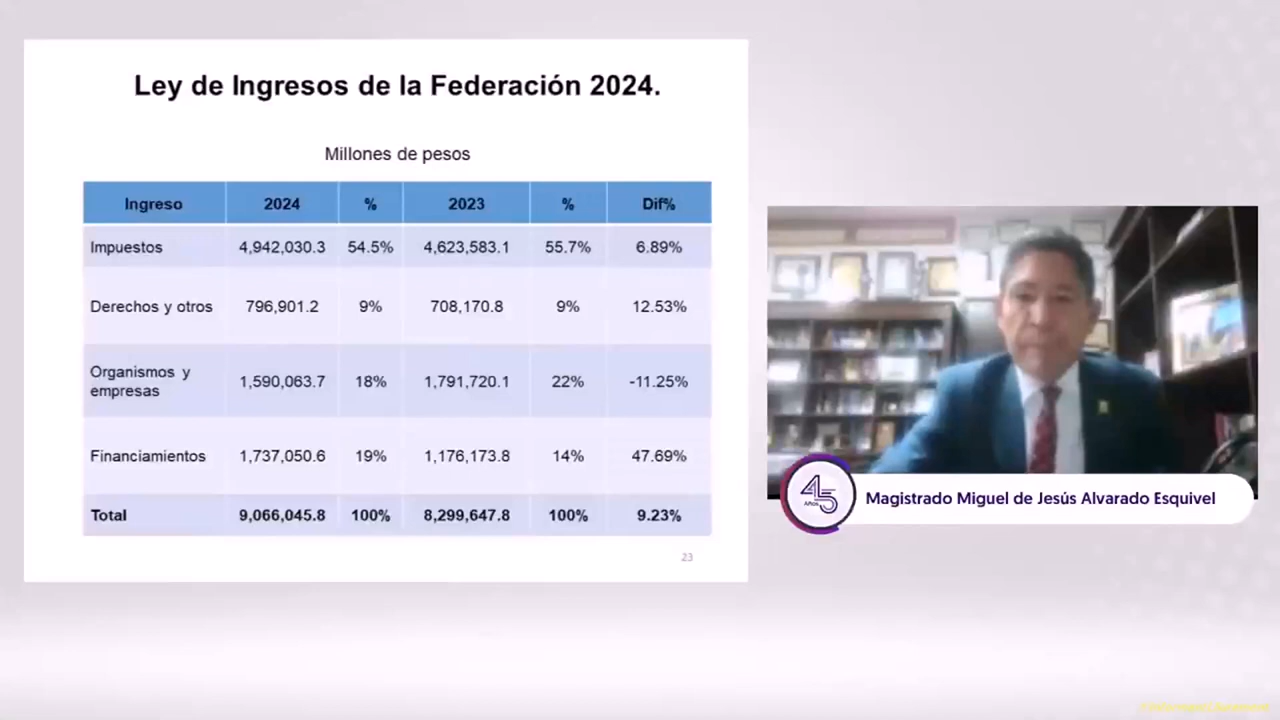 Ley de Ingresos de la Federación 2024.
Millones de pesos
Ingreso 2024 % 2023 % Dif%
Impuestos 4,942,030.3 54.5% 4,623,583.1 55.7% 6.89%
Derechos y otros 796,901.2 9% 708,170.8 9% 12.53%
Organismos y
empresas 1,590,063.7 18% 1,791,720.1 22% -11.25%
Financiamientos 1,737,050.6 19% 1,176,173.8 14% 47.69%
Total 9,066,045.8 100% 8,299,647.8 100% 9.23%
23
45
AÑOS
Magistrado Miguel de Jesús Alvarado Esquivel